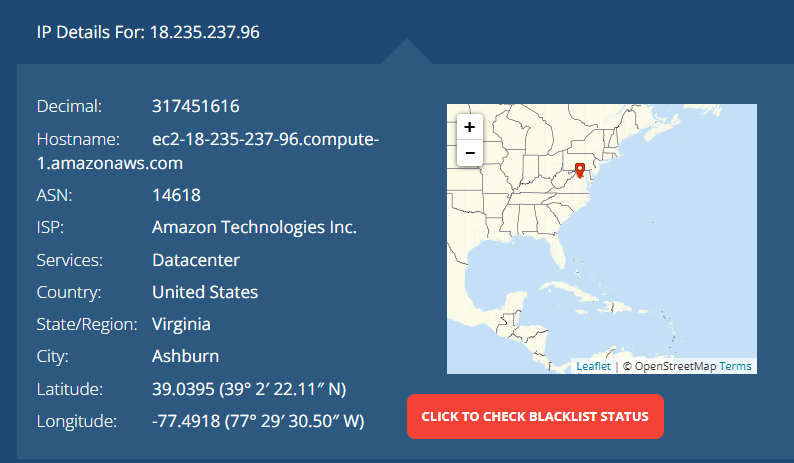 IP Details For: 18.235.237.96
Decimal: 317451616
Hostname: ec2-18-235-237-96.compute-
1.amazonaws.com
ASN: 14618
ISP: Amazon Technologies Inc.
Services: Datacenter
Country: United States
State/Region: Virginia
City: Ashburn
Latitude: 39.0395 (39° 2′ 22.11″ N)
Longitude: -77.4918 (77° 29′ 30.50″ W)
+
−
Leaflet | © OpenStreetMap Terms
CLICK TO CHECK BLACKLIST STATUS